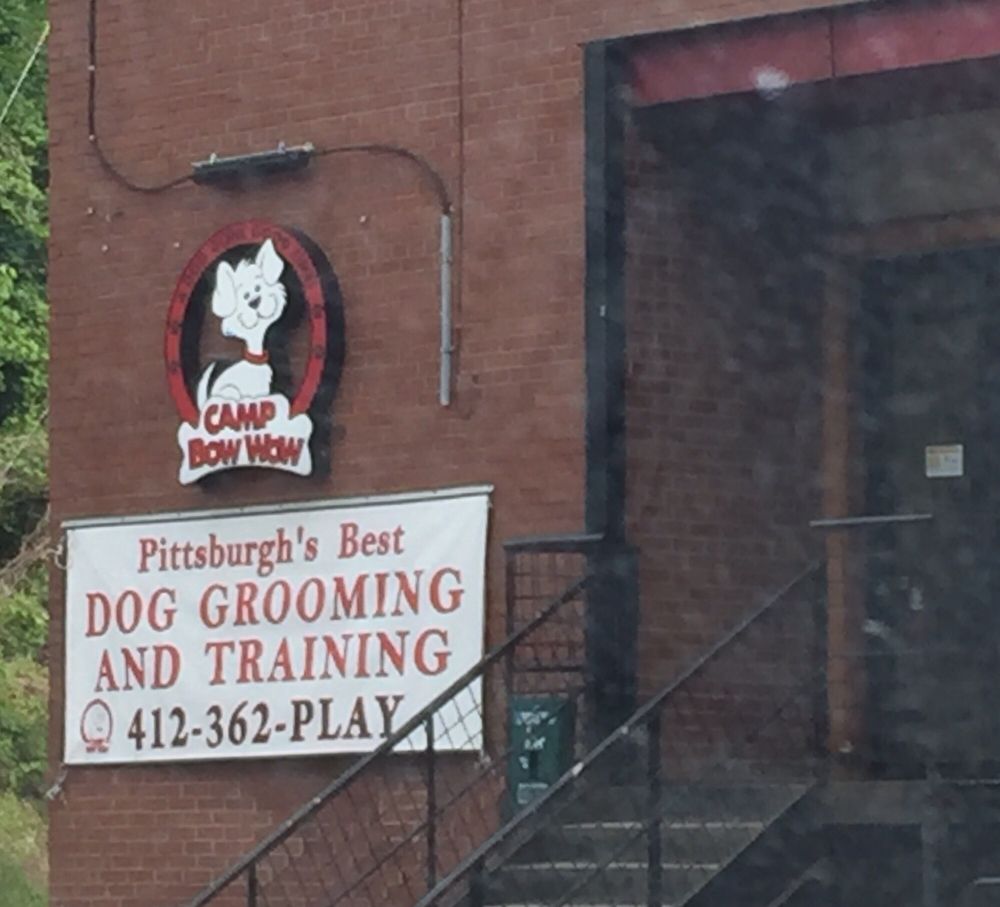 CAMP
BOW WOW
Pittsburgh's Best
DOG GROOMING
AND TRAINING
412-362-PLAY